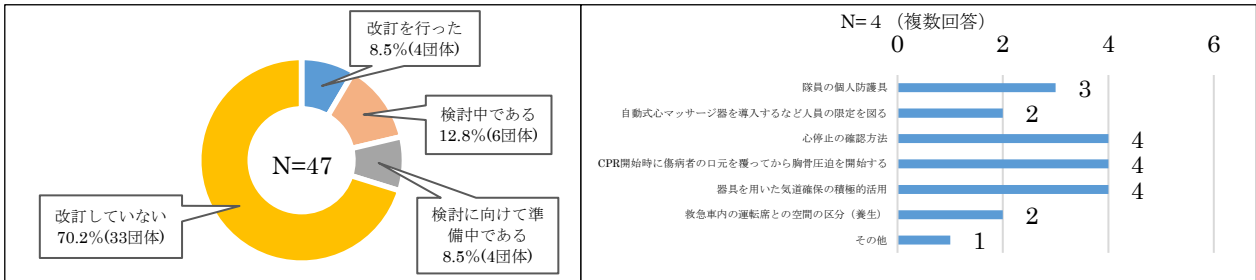 改訂を行った
8.5%(4団体)
検討中である
12.8%(6団体)
N=47
改訂していない
70.2%(33団体)
検討に向けて準
備中である
8.5%(4団体)
N=４（複数回答）
0 2 4 6
隊員の個人防護具 3
自動式心マッサージ器を導入するなど人員の限定を図る 2
心停止の確認方法 4
CPR開始時に傷病者の口元を覆ってから胸骨圧迫を開始する 4
器具を用いた気道確保の積極的活用 4
救急車内の運転席との空間の区分（養生） 2
その他 1